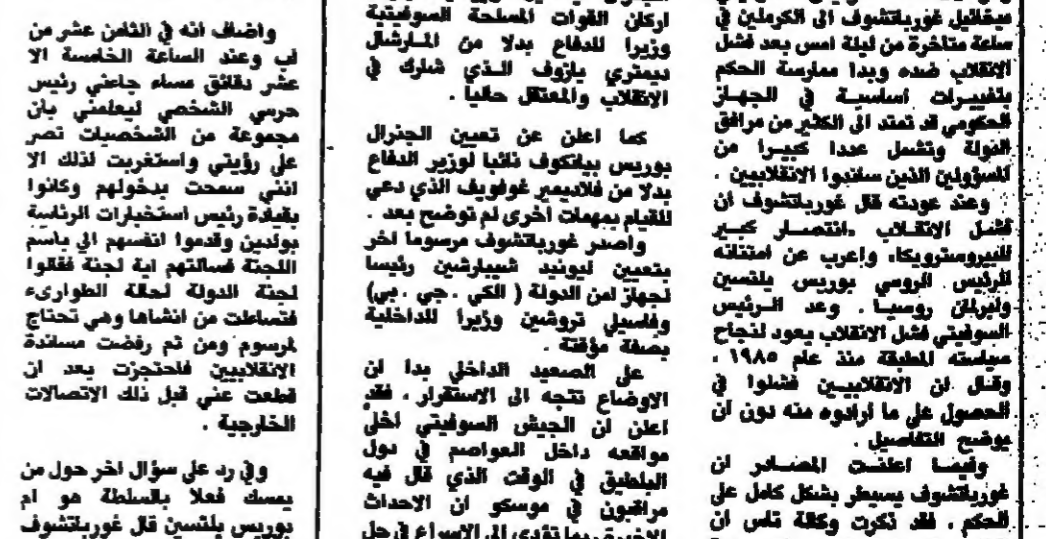 ميخائيل غورباتشوف الى الكرملين في
ساعة متاخرة من ليلة امس بعد فشل
الانقلاب ضده وبدا ممارسة الحكم
بتغييرات اساسية في الجهاز
الحكومي قد تمتد الى الكثير من مرافق
الدولة وتشمل عددا كبيرا من
المسؤولين الذين ساندوا الانقلابيين .
وعند عودته قال غورباتشوف ان
فشل الانقلاب «انتصار كبير
للبيروسترويكا» واعرب عن امتنانه
للرئيس الروسي بوريس يلتسين
ولبرلمان روسيا . وعد الرئيس
السوفيتي فشل الانقلاب يعود لنجاح
سياسته المطبقة منذ عام ١٩٨٥ .
وقال ان الانقلابيين فشلوا في
الحصول على ما ارادوه منه دون ان
يوضح التفاصيل .
وفيما اعلنت المصادر ان
غورباتشوف يسيطر بشكل كامل على
الحكم ، فقد ذكرت وكالة تاس ان
اركان القوات المسلحة السوفيتية
وزيرا للدفاع بدلا من المارشال
ديمتري يازوف الذي شارك في
الانقلاب والمعتقل حاليا .
كما اعلن عن تعيين الجنرال
بوريس بيانكوف نائبا لوزير الدفاع
بدلا من فلاديمير غوفويف الذي دعي
للقيام بمهمات اخرى لم توضح بعد .
واصدر غورباتشوف مرسوما اخر
بتعيين ليونيد شيبارشين رئيسا
لجهاز امن الدولة ( الكي . جي . بي)
وفاسيلي تروشين وزيرا للداخلية
بصفة مؤقتة .
على الصعيد الداخلي بدا ان
الاوضاع تتجه الى الاستقرار ، فقد
اعلن ان الجيش السوفيتي اخلى
مواقعه داخل العواصم في دول
البلطيق في الوقت الذي قال فيه
مراقبون في موسكو ان الاحداث
الاخيرة ربما تؤدي الى الاسراع في حل
واضاف انه في الثامن عشر من
اب وعند الساعة الخامسة الا
عشر دقائق مساء جاءني رئيس
حرسي الشخصي ليعلمني بان
مجموعة من الشخصيات تصر
على رؤيتي واستغربت لذلك الا
انني سمحت بدخولهم وكانوا
بقيادة رئيس استخبارات الرئاسة
بولدين وقدموا انفسهم الي باسم
اللجنة فسالتهم اية لجنة فقالوا
لجنة الدولة لحالة الطوارىء
فتساءلت من انشاها وهي تحتاج
لمرسوم ومن ثم رفضت مساندة
الانقلابيين فاحتجزت بعد ان
قطعت عني قبل ذلك الاتصالات
الخارجية .
وفي رد على سؤال اخر حول من
يمسك فعلا بالسلطة هو ام
بوريس يلتسين قال غورباتشوف